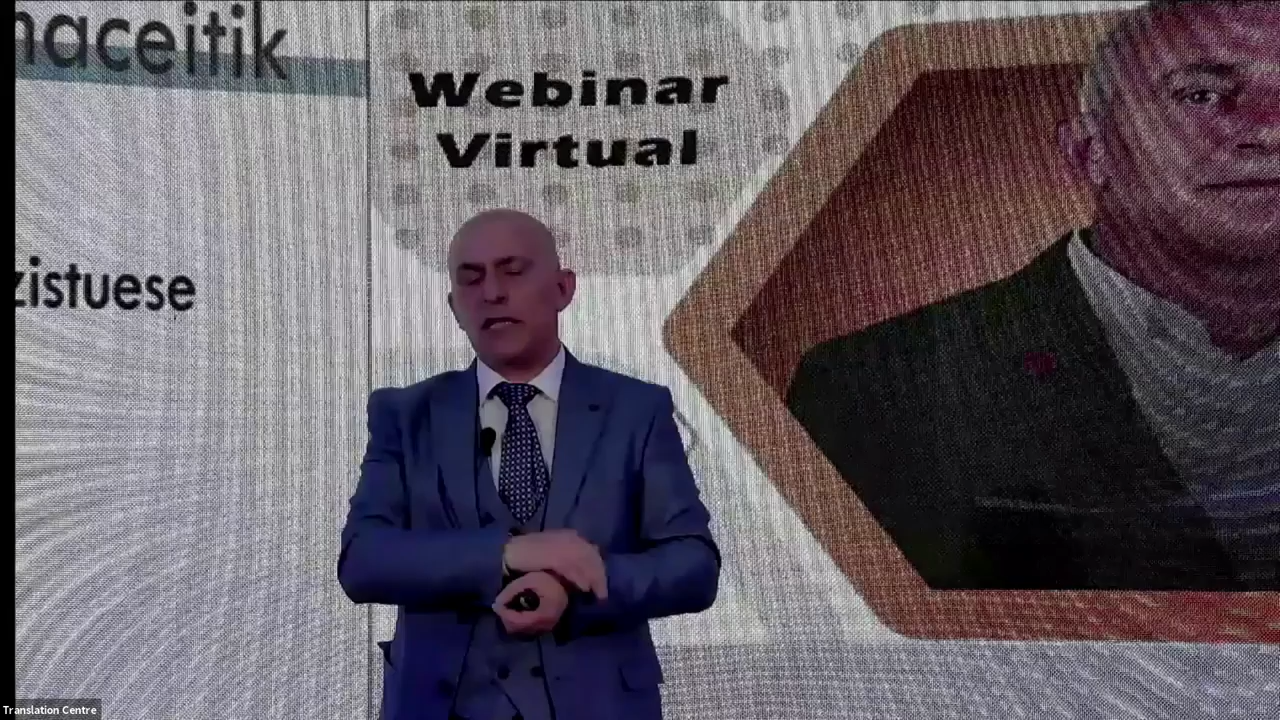 naceitik
Webinar
Virtual
zistuese
Translation Centre